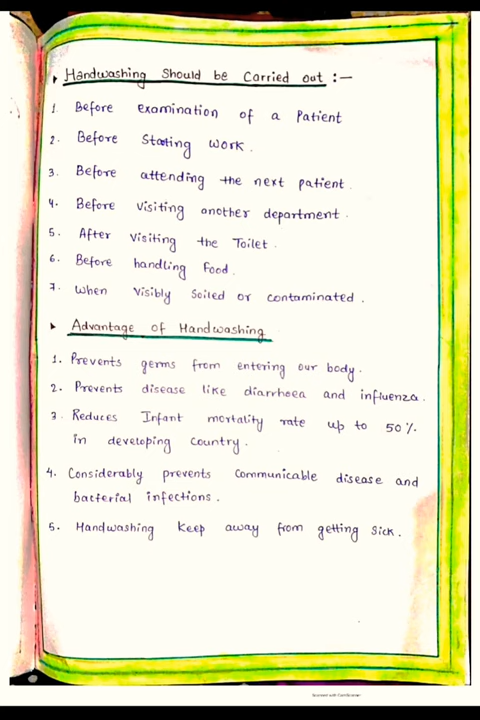 ▸ Handwashing Should be Carried out :—
1. Before examination of a Patient
2. Before Starting work.
3. Before attending the next patient.
4. Before Visiting another department.
5. After Visiting the Toilet.
6. Before handling Food.
7. When Visibly Soiled or contaminated.
▸ Advantage of Handwashing
1. Prevents germs from entering our body.
2. Prevents disease like diarrhoea and influenza.
3. Reduces Infant mortality rate up to 50%
in developing Country.
4. Considerably prevents Communicable disease and
bacterial infections.
5. Handwashing Keep away from getting Sick.
Scanned with CamScanner